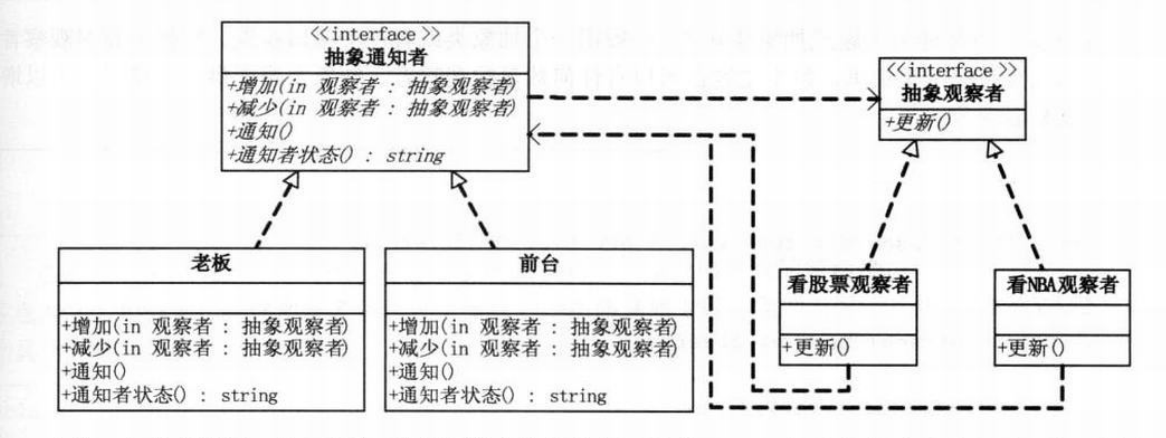 <<interface>>
抽象通知者
+增加(in 观察者 : 抽象观察者)
+减少(in 观察者 : 抽象观察者)
+通知()
+通知者状态() : string
<<interface>>
抽象观察者
+更新()
老板
+增加(in 观察者 : 抽象观察者)
+减少(in 观察者 : 抽象观察者)
+通知()
+通知者状态() : string
前台
+增加(in 观察者 : 抽象观察者)
+减少(in 观察者 : 抽象观察者)
+通知()
+通知者状态() : string
看股票观察者
+更新()
看NBA观察者
+更新()